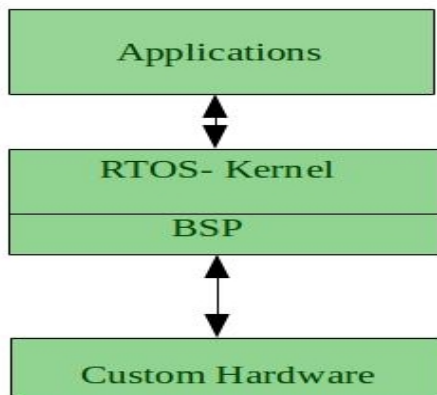 Applications
RTOS- Kernel
BSP
Custom Hardware